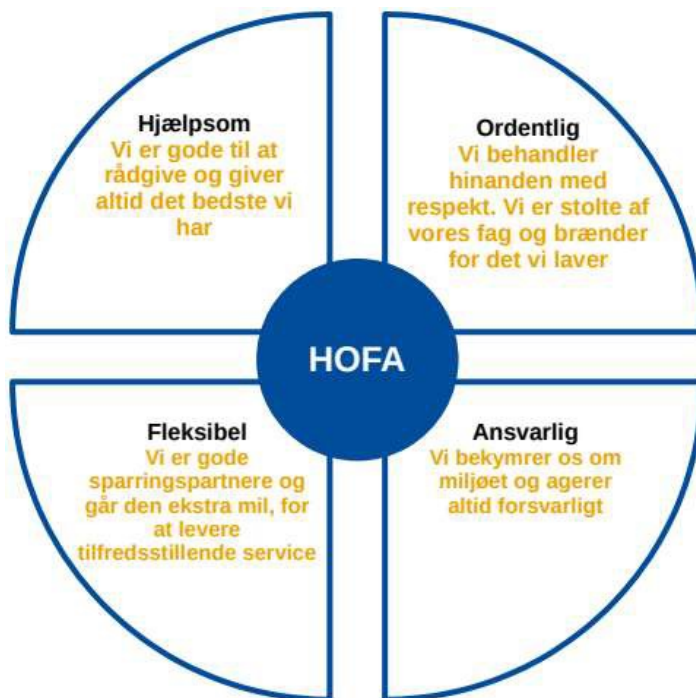 Hjælpsom
Vi er gode til at
rådgive og giver
altid det bedste vi
har
Ordentlig
Vi behandler
hinanden med
respekt. Vi er stolte af
vores fag og brænder
for det vi laver
HOFA
Fleksibel
Vi er gode
sparringspartnere og
går den ekstra mil, for
at levere
tilfredsstillende service
Ansvarlig
Vi bekymrer os om
miljøet og agerer
altid forsvarligt